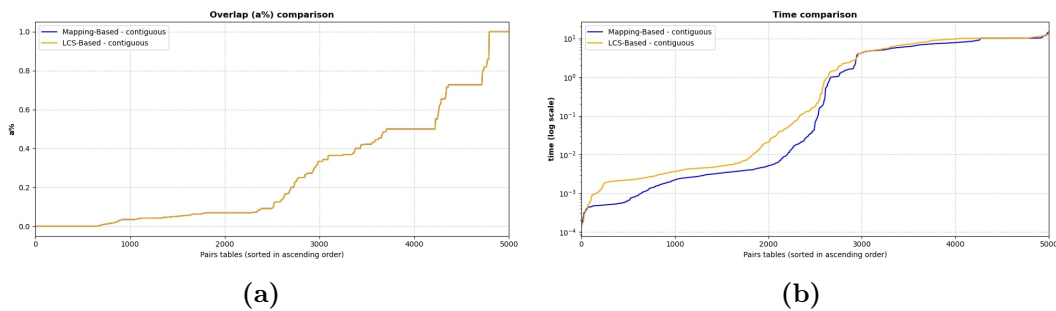 Overlap (a%) comparison
Mapping-Based - contiguous
LCS-Based - contiguous
1.0
0.8
0.6
0.4
0.2
0.0
a%
0 1000 2000 3000 4000 5000
Pairs tables (sorted in ascending order)
(a)
Time comparison
Mapping-Based - contiguous
LCS-Based - contiguous
10¹
10⁰
10⁻¹
10⁻²
10⁻³
10⁻⁴
time (log scale)
0 1000 2000 3000 4000 5000
Pairs tables (sorted in ascending order)
(b)